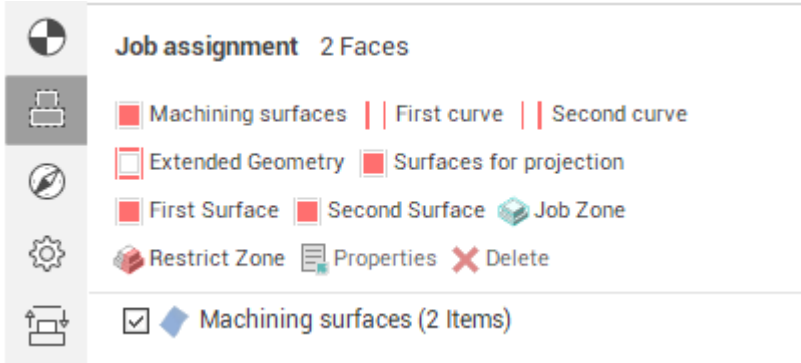 Job assignment 2 Faces
Machining surfaces First curve Second curve
Extended Geometry Surfaces for projection
First Surface Second Surface Job Zone
Restrict Zone Properties Delete
Machining surfaces (2 Items)